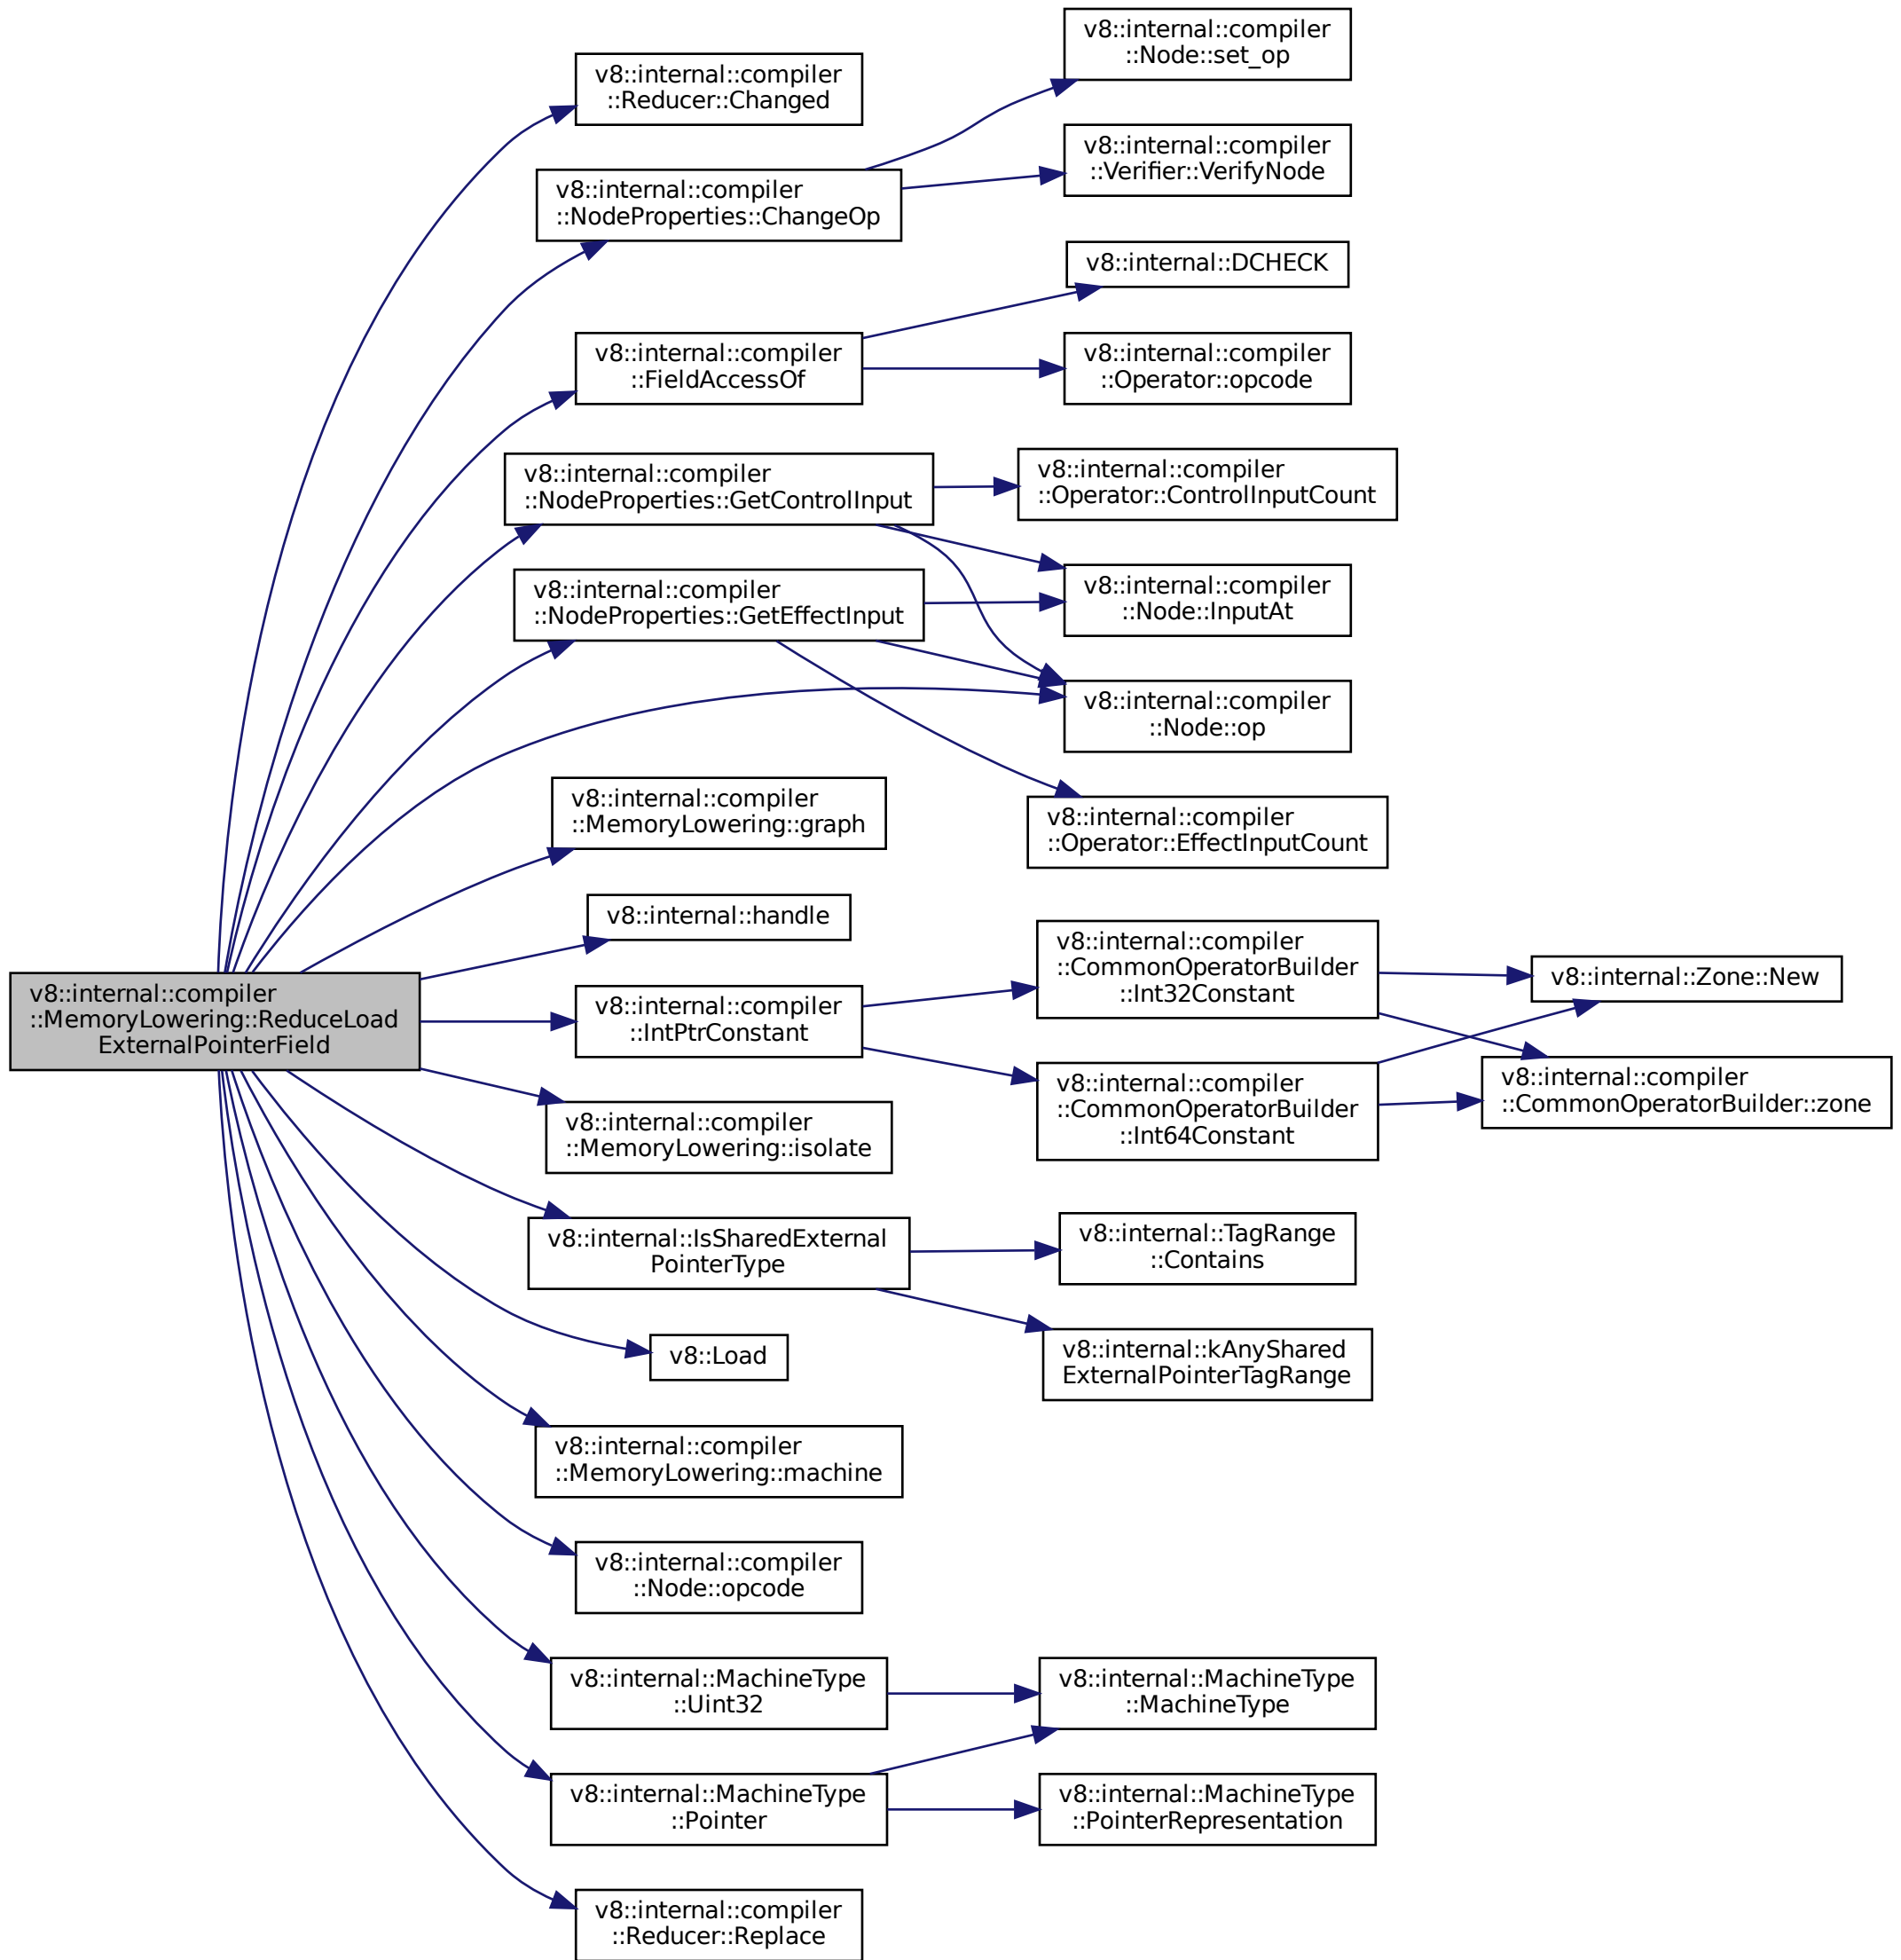 v8::internal::compiler
::Node::set_op
v8::internal::compiler
::Reducer::Changed
v8::internal::compiler
::Verifier::VerifyNode
v8::internal::compiler
::NodeProperties::ChangeOp
v8::internal::DCHECK
v8::internal::compiler
::FieldAccessOf
v8::internal::compiler
::Operator::opcode
v8::internal::compiler
::NodeProperties::GetControlInput
v8::internal::compiler
::Operator::ControlInputCount
v8::internal::compiler
::NodeProperties::GetEffectInput
v8::internal::compiler
::Node::InputAt
v8::internal::compiler
::Node::op
v8::internal::compiler
::MemoryLowering::graph
v8::internal::compiler
::Operator::EffectInputCount
v8::internal::handle
v8::internal::compiler
::MemoryLowering::ReduceLoad
ExternalPointerField
v8::internal::compiler
::IntPtrConstant
v8::internal::compiler
::CommonOperatorBuilder
::Int32Constant
v8::internal::Zone::New
v8::internal::compiler
::CommonOperatorBuilder
::Int64Constant
v8::internal::compiler
::CommonOperatorBuilder::zone
v8::internal::compiler
::MemoryLowering::isolate
v8::internal::IsSharedExternal
PointerType
v8::internal::TagRange
::Contains
v8::internal::kAnyShared
ExternalPointerTagRange
v8::Load
v8::internal::compiler
::MemoryLowering::machine
v8::internal::compiler
::Node::opcode
v8::internal::MachineType
::Uint32
v8::internal::MachineType
::MachineType
v8::internal::MachineType
::Pointer
v8::internal::MachineType
::PointerRepresentation
v8::internal::compiler
::Reducer::Replace